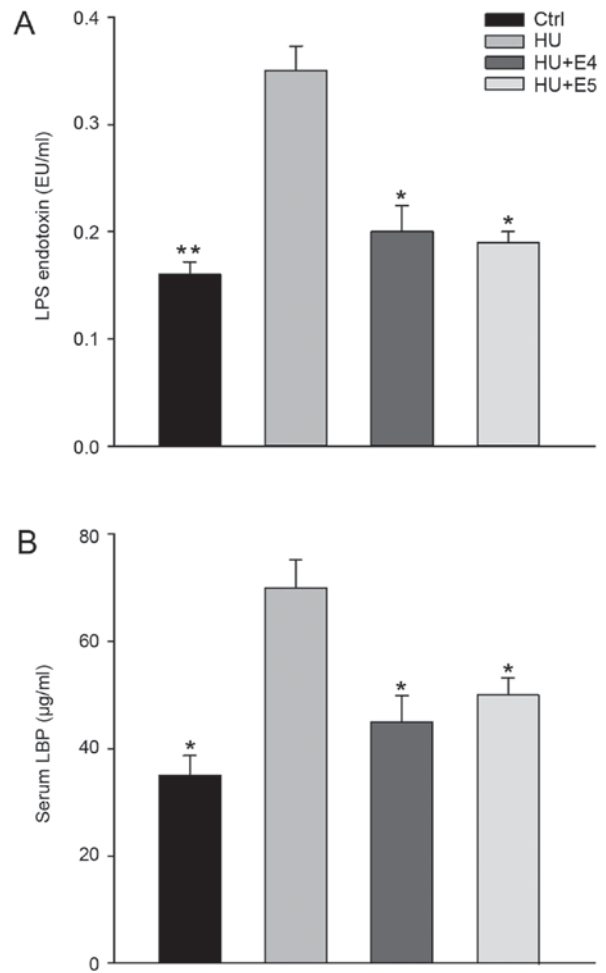 A
Ctrl
HU
HU+E4
HU+E5
LPS endotoxin (EU/ml)
0.4
0.3
0.2
0.1
0.0
**
*
*
B
Serum LBP (µg/ml)
80
60
40
20
0
*
*
*